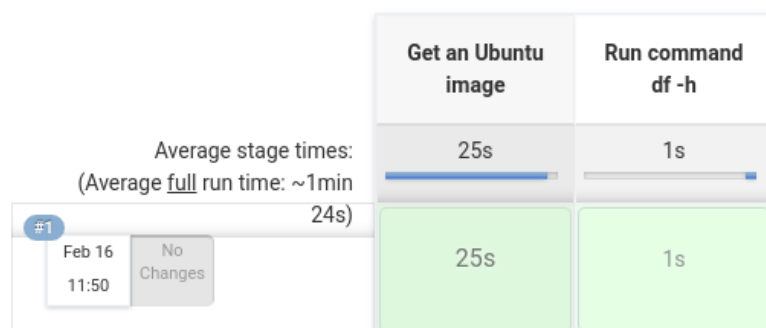 Get an Ubuntu
image
Run command
df -h
Average stage times:
(Average full run time: ~1min
24s)
25s
1s
#1
Feb 16
11:50
No
Changes
25s
1s